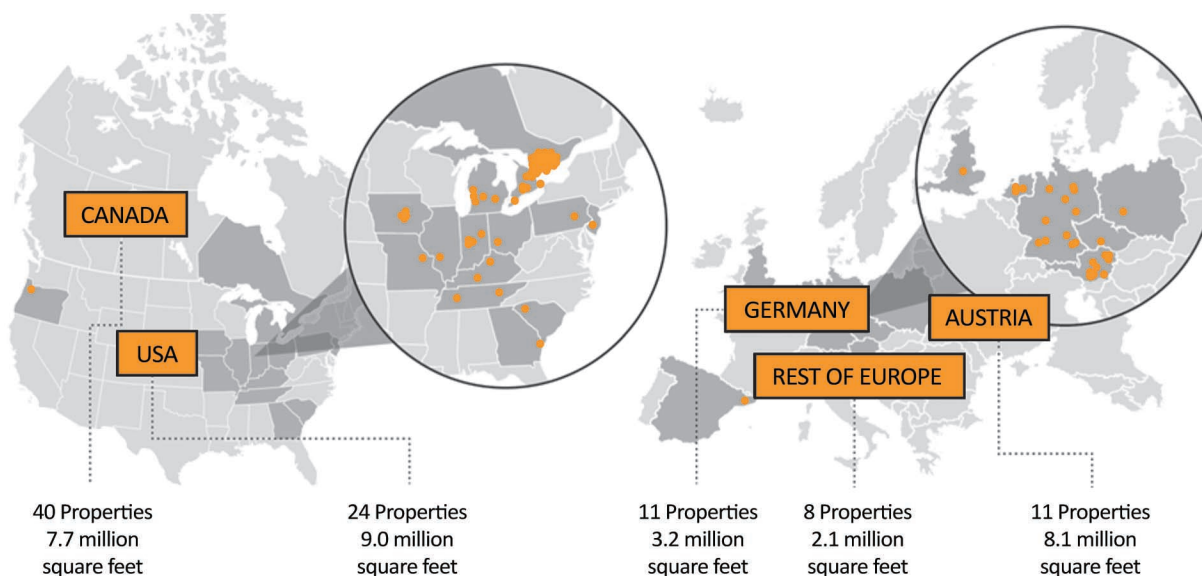 CANADA
USA
GERMANY
AUSTRIA
REST OF EUROPE
40 Properties
7.7 million
square feet
24 Properties
9.0 million
square feet
11 Properties
3.2 million
square feet
8 Properties
2.1 million
square feet
11 Properties
8.1 million
square feet